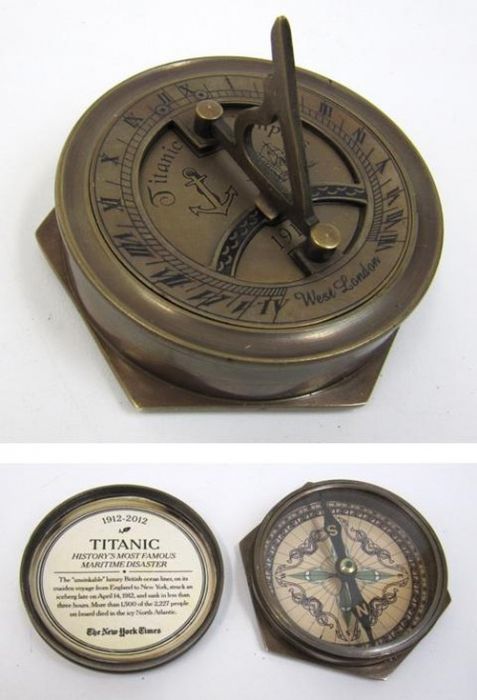 Titanic
West London
1912-2012
TITANIC
HISTORY'S MOST FAMOUS
MARITIME DISASTER
The "unsinkable" luxury British ocean liner, on its
maiden voyage from England to New York, struck an
iceberg late on April 14, 1912, and sank in less than
three hours. More than 1,500 of the 2,227 people
on board died in the icy North Atlantic.
The New York Times
S
N